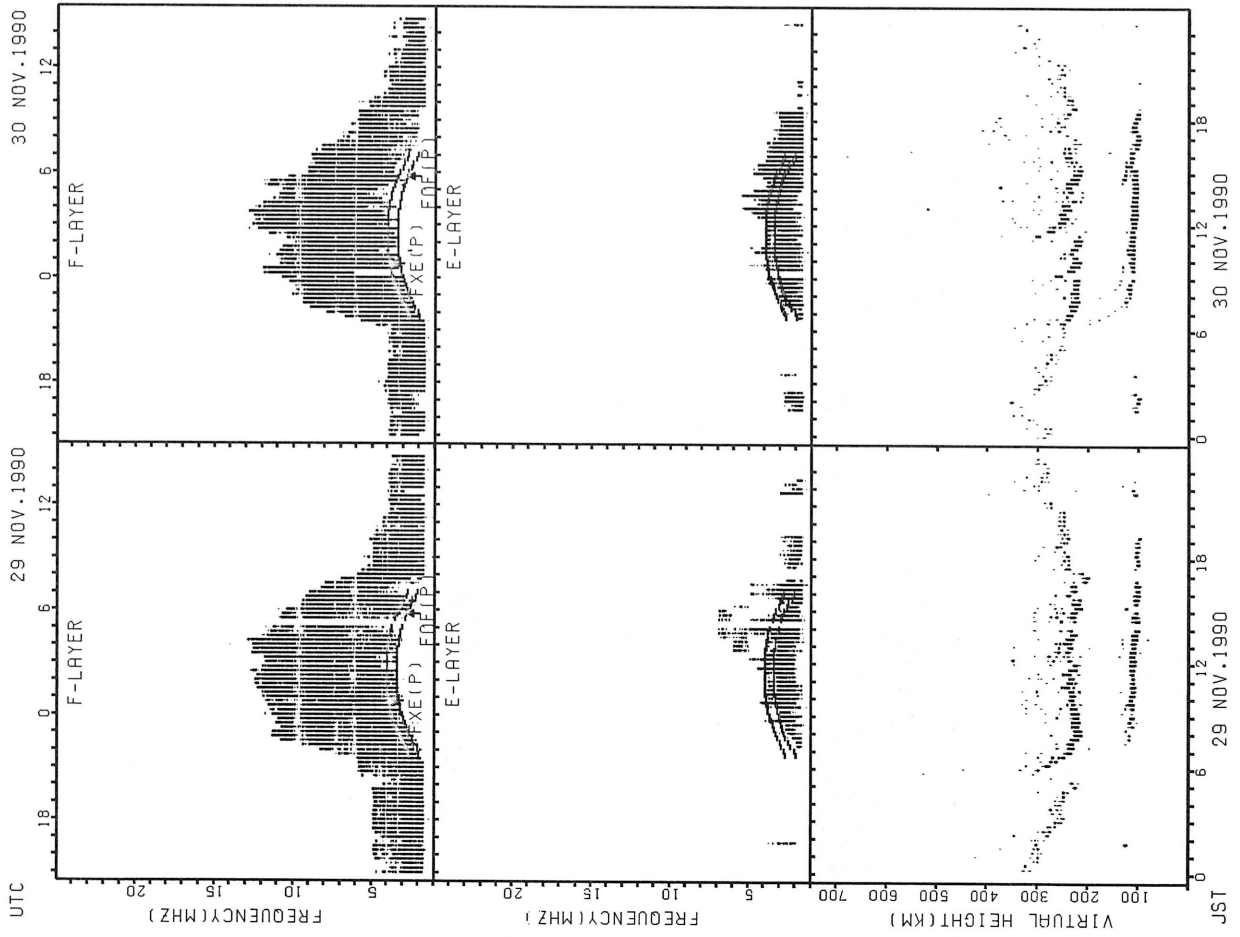 UTC 29 NOV.1990 30 NOV.1990
18 0 6 12 18 0 6 12
F-LAYER F-LAYER
FREQUENCY(MHZ)
20 15 10 5
FXE(P) FOE(P) FXE(P) FOE(P)
E-LAYER E-LAYER
FREQUENCY(MHZ)
20 15 10 5
VIRTUAL HEIGHT(KM)
700 600 500 400 300 200 100
0 6 12 18 0 6 12 18
JST 29 NOV.1990 30 NOV.1990